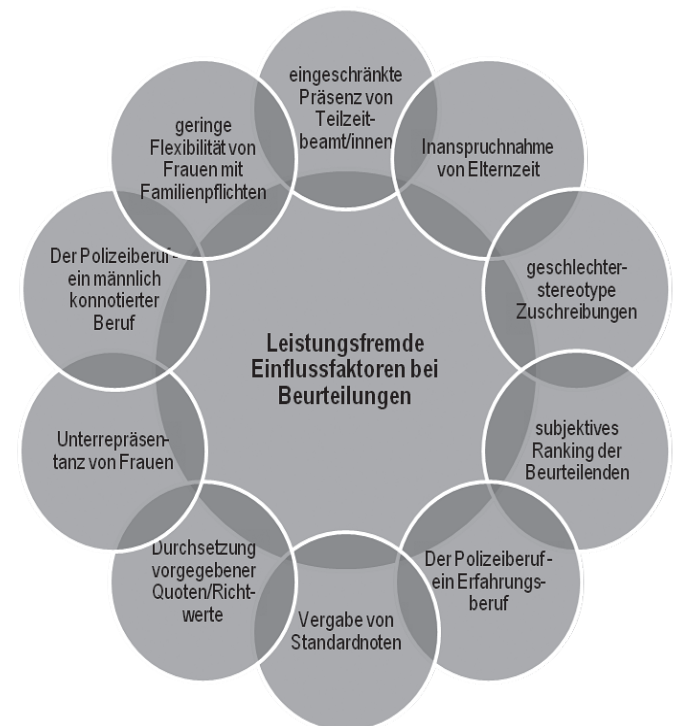 eingeschränkte
Präsenz von
Teilzeit-
beamt/innen
Inanspruchnahme
von Elternzeit
geschlechter-
stereotype
Zuschreibungen
subjektives
Ranking der
Beurteilenden
Der Polizeiberuf -
ein Erfahrungs-
beruf
Vergabe von
Standardnoten
Durchsetzung
vorgegebener
Quoten/Richt-
werte
Unterrepräsen-
tanz von Frauen
Der Polizeiberuf -
ein männlich
konnotierter
Beruf
geringe
Flexibilität von
Frauen mit
Familienpflichten
Leistungsfremde
Einflussfaktoren bei
Beurteilungen